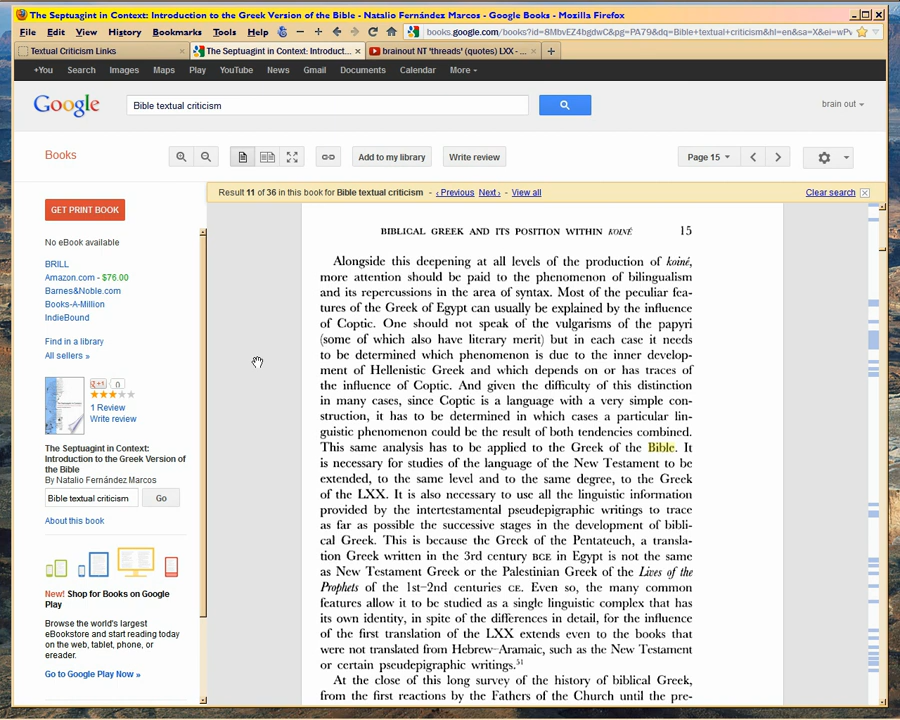 The Septuagint in Context: Introduction to the Greek Version of the Bible - Natalio Fernández Marcos - Google Books - Mozilla Firefox
File Edit View History Bookmarks Tools Help
books.google.com/books?id=8MbvEZ4bgdwC&pg=PA79&dq=Bible+textual+criticism&hl=en&sa=X&ei=wPv
Textual Criticism Links
The Septuagint in Context: Introduct...
brainout NT 'threads' (quotes) LXX - ...
+You Search Images Maps Play YouTube News Gmail Documents Calendar More
Google
Bible textual criticism
brain out
Books
Add to my library
Write review
Page 15
Result 11 of 36 in this book for Bible textual criticism - ‹ Previous Next › - View all
Clear search
GET PRINT BOOK
No eBook available
BRILL
Amazon.com - $76.00
Barnes&Noble.com
Books-A-Million
IndieBound
Find in a library
All sellers »
+1 0
1 Review
Write review
The Septuagint in Context:
Introduction to the Greek Version of
the Bible
By Natalio Fernández Marcos
Bible textual criticism
Go
About this book
New! Shop for Books on Google
Play
Browse the world's largest
eBookstore and start reading today
on the web, tablet, phone, or
ereader.
Go to Google Play Now »
BIBLICAL GREEK AND ITS POSITION WITHIN KOINÉ 15
Alongside this deepening at all levels of the production of koiné,
more attention should be paid to the phenomenon of bilingualism
and its repercussions in the area of syntax. Most of the peculiar fea-
tures of the Greek of Egypt can usually be explained by the influence
of Coptic. One should not speak of the vulgarisms of the papyri
(some of which also have literary merit) but in each case it needs
to be determined which phenomenon is due to the inner develop-
ment of Hellenistic Greek and which depends on or has traces of
the influence of Coptic. And given the difficulty of this distinction
in many cases, since Coptic is a language with a very simple con-
struction, it has to be determined in which cases a particular lin-
guistic phenomenon could be the result of both tendencies combined.
This same analysis has to be applied to the Greek of the Bible. It
is necessary for studies of the language of the New Testament to be
extended, to the same level and to the same degree, to the Greek
of the LXX. It is also necessary to use all the linguistic information
provided by the intertestamental pseudepigraphic writings to trace
as far as possible the successive stages in the development of bibli-
cal Greek. This is because the Greek of the Pentateuch, a transla-
tion Greek written in the 3rd century BCE in Egypt is not the same
as New Testament Greek or the Palestinian Greek of the Lives of the
Prophets of the 1st–2nd centuries CE. Even so, the many common
features allow it to be studied as a single linguistic complex that has
its own identity, in spite of the differences in detail, for the influence
of the first translation of the LXX extends even to the books that
were not translated from Hebrew–Aramaic, such as the New Testament
or certain pseudepigraphic writings.51
At the close of this long survey of the history of biblical Greek,
from the first reactions by the Fathers of the Church until the pre-